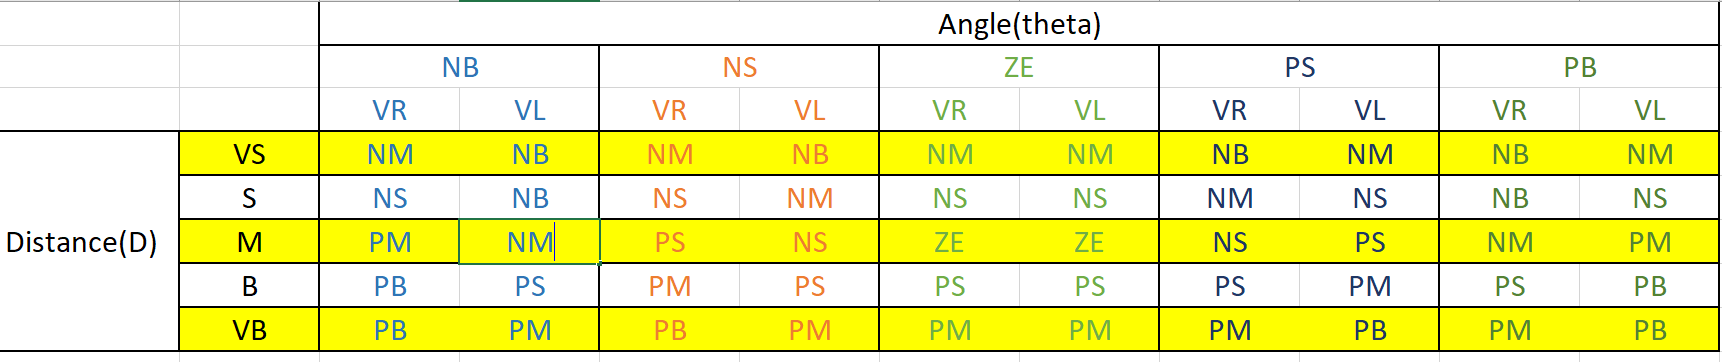 Angle(theta)
NB NS ZE PS PB
VR VL VR VL VR VL VR VL VR VL
VS NM NB NM NB NM NM NB NM NB NM
S NS NB NS NM NS NS NM NS NB NS
Distance(D) M PM NM PS NS ZE ZE NS PS NM PM
B PB PS PM PS PS PS PS PM PS PB
VB PB PM PB PM PM PM PM PB PM PB